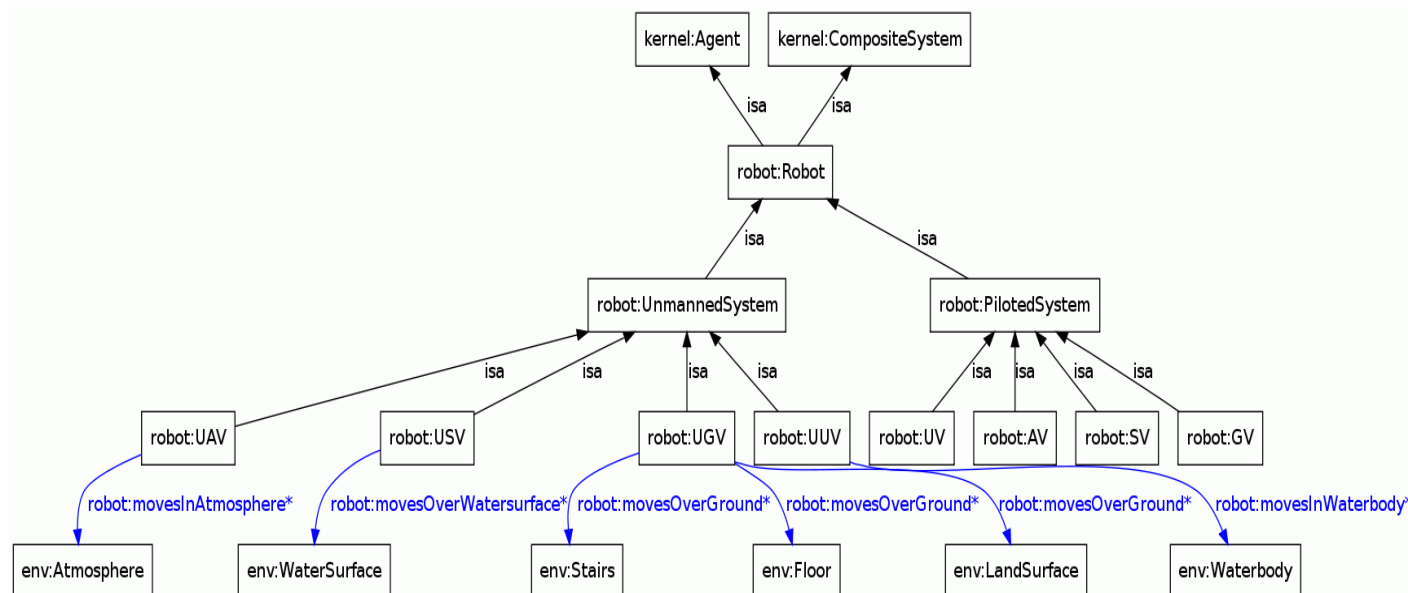 kernel:Agent
kernel:CompositeSystem
isa
isa
robot:Robot
isa
isa
robot:UnmannedSystem
robot:PilotedSystem
isa
isa
isa
isa
isa
isa
isa
isa
robot:UAV
robot:USV
robot:UGV
robot:UUV
robot:UV
robot:AV
robot:SV
robot:GV
robot:movesInAtmosphere*
robot:movesOverWatersurface*
robot:movesOverGround*
robot:movesOverGround*
robot:movesOverGround*
robot:movesInWaterbody*
env:Atmosphere
env:WaterSurface
env:Stairs
env:Floor
env:LandSurface
env:Waterbody